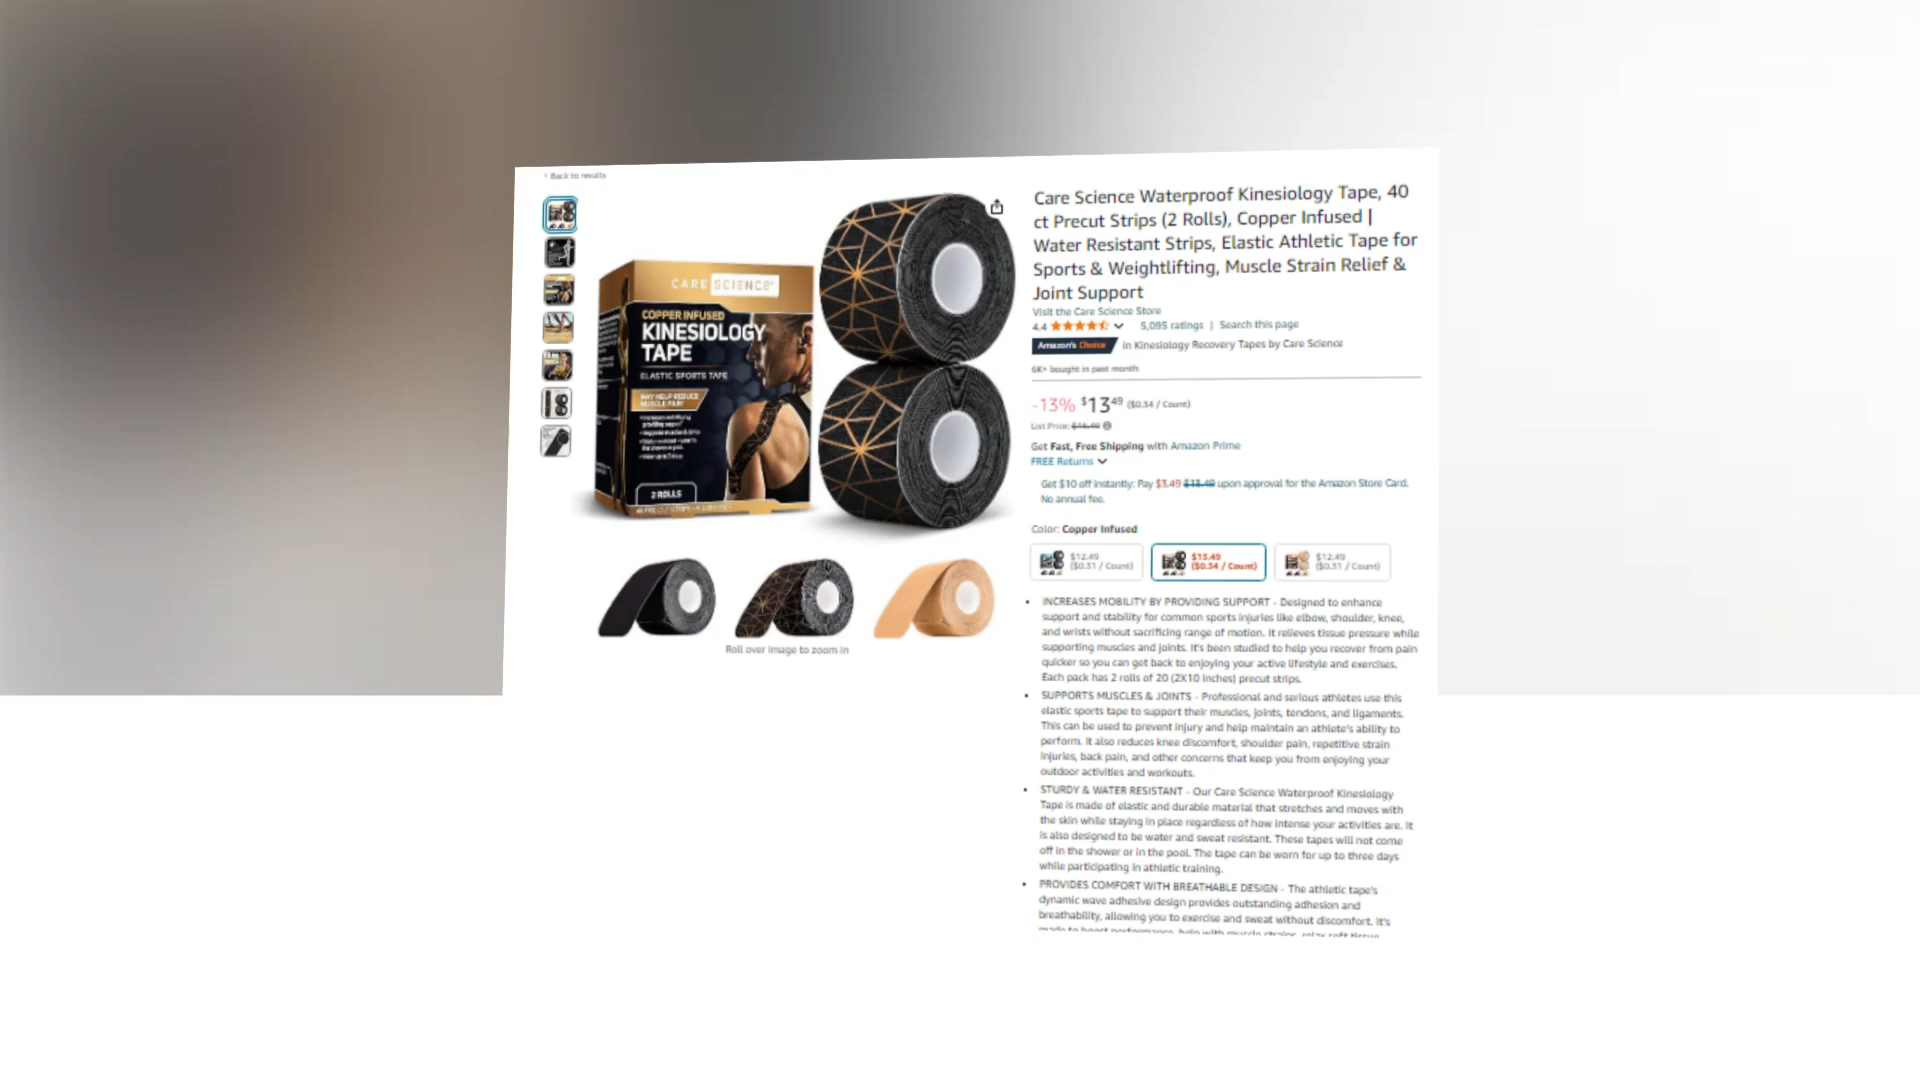 ‹ Back to results
CARE SCIENCE
COPPER INFUSED
KINESIOLOGY
TAPE
ELASTIC SPORTS TAPE
MAY HELP REDUCE
MUSCLE PAIN
2 ROLLS
Roll over image to zoom in
Care Science Waterproof Kinesiology Tape, 40
ct Precut Strips (2 Rolls), Copper Infused |
Water Resistant Strips, Elastic Athletic Tape for
Sports & Weightlifting, Muscle Strain Relief &
Joint Support
Visit the Care Science Store
4.4 5,095 ratings | Search this page
Amazon's Choice in Kinesiology Recovery Tapes by Care Science
6K+ bought in past month
-13% $1349 ($0.34 / Count)
List Price:
Get Fast, Free Shipping with Amazon Prime
FREE Returns
Get $10 off instantly: Pay $3.49 $13.49 upon approval for the Amazon Store Card.
No annual fee.
Color: Copper Infused
$12.49 $13.49 $12.49
($0.31 / Count) ($0.34 / Count) ($0.31 / Count)
• INCREASES MOBILITY BY PROVIDING SUPPORT - Designed to enhance
support and stability for common sports injuries like elbow, shoulder, knee,
and wrists without sacrificing range of motion. It relieves tissue pressure while
supporting muscles and joints. It's been studied to help you recover from pain
quicker so you can get back to enjoying your active lifestyle and exercises.
Each pack has 2 rolls of 20 (2X10 inches) precut strips.
• SUPPORTS MUSCLES & JOINTS - Professional and serious athletes use this
elastic sports tape to support their muscles, joints, tendons, and ligaments.
This can be used to prevent injury and help maintain an athlete's ability to
perform. It also reduces knee discomfort, shoulder pain, repetitive strain
injuries, back pain, and other concerns that keep you from enjoying your
outdoor activities and workouts.
• STURDY & WATER RESISTANT - Our Care Science Waterproof Kinesiology
Tape is made of elastic and durable material that stretches and moves with
the skin while staying in place regardless of how intense your activities are. It
is also designed to be water and sweat resistant. These tapes will not come
off in the shower or in the pool. The tape can be worn for up to three days
while participating in athletic training.
• PROVIDES COMFORT WITH BREATHABLE DESIGN - The athletic tape's
dynamic wave adhesive design provides outstanding adhesion and
breathability, allowing you to exercise and sweat without discomfort. It's
made to boost performance, help with muscle strains, relax soft tissue